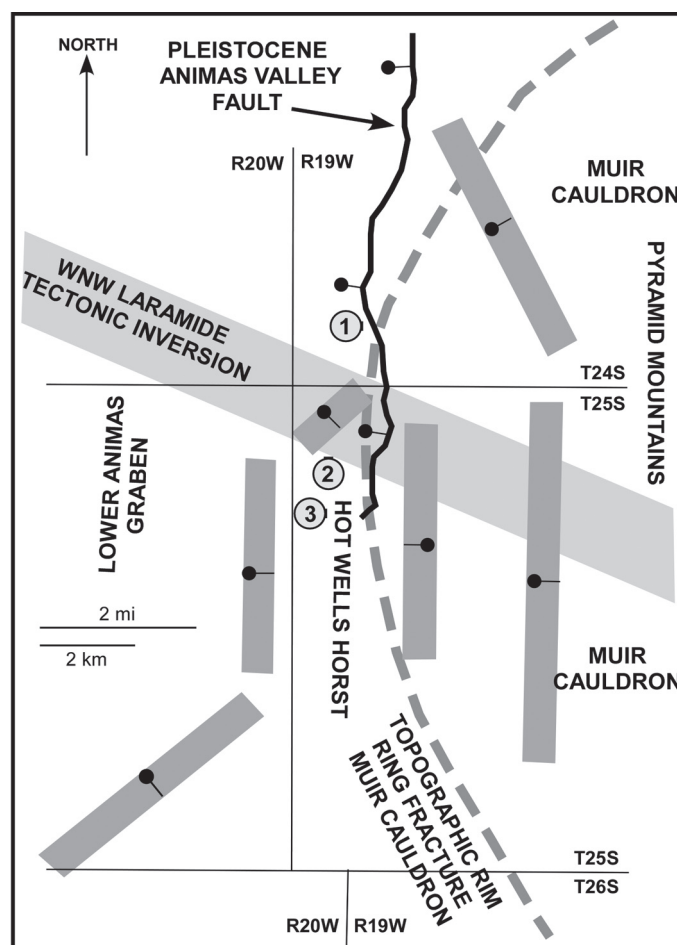 NORTH
PLEISTOCENE
ANIMAS VALLEY
FAULT
R20W
R19W
MUIR
CAULDRON
PYRAMID MOUNTAINS
WNW LARAMIDE
TECTONIC INVERSION
1
T24S
T25S
LOWER ANIMAS
GRABEN
2
3
HOT WELLS HORST
2 mi
2 km
MUIR
CAULDRON
TOPOGRAPHIC RIM
RING FRACTURE
MUIR CAULDRON
T25S
T26S
R20W
R19W